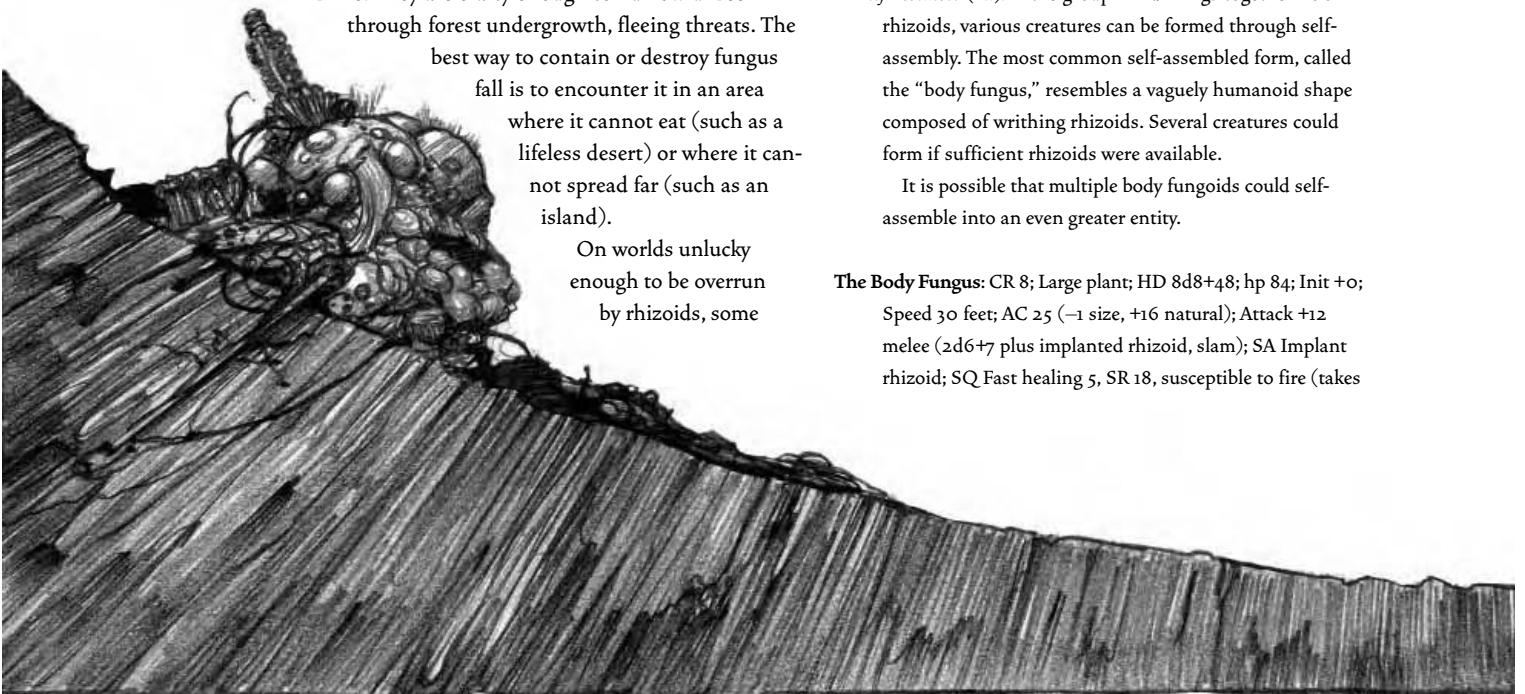 through forest undergrowth, fleeing threats. The
best way to contain or destroy fungus
fall is to encounter it in an area
where it cannot eat (such as a
lifeless desert) or where it can-
not spread far (such as an
island).
On worlds unlucky
enough to be overrun
by rhizoids, some
rhizoids, various creatures can be formed through self-
assembly. The most common self-assembled form, called
the “body fungus,” resembles a vaguely humanoid shape
composed of writhing rhizoids. Several creatures could
form if sufficient rhizoids were available.
It is possible that multiple body fungoids could self-
assemble into an even greater entity.
The Body Fungus: CR 8; Large plant; HD 8d8+48; hp 84; Init +0;
Speed 30 feet; AC 25 (–1 size, +16 natural); Attack +12
melee (2d6+7 plus implanted rhizoid, slam); SA Implant
rhizoid; SQ Fast healing 5, SR 18, susceptible to fire (takes